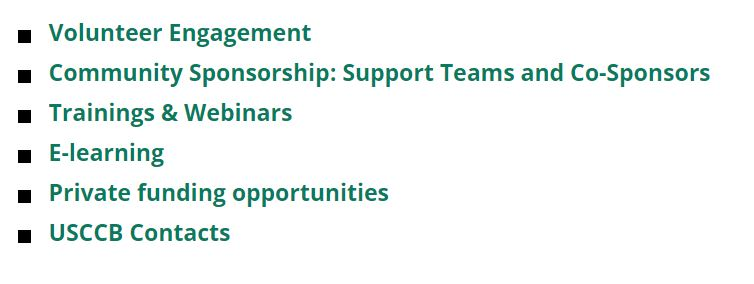 Volunteer Engagement
Community Sponsorship: Support Teams and Co-Sponsors
Trainings & Webinars
E-learning
Private funding opportunities
USCCB Contacts